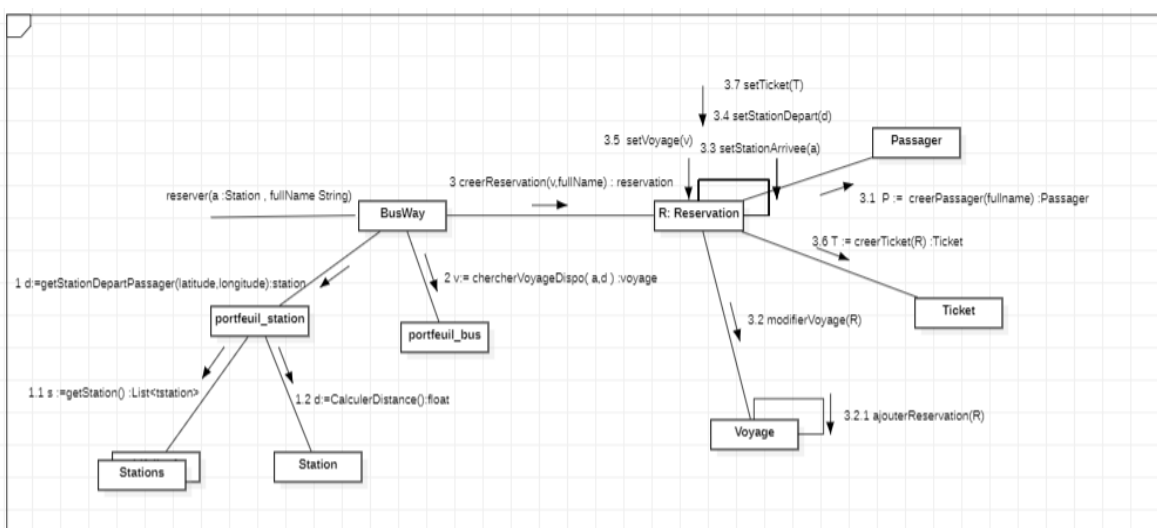 3.7 setTicket(T)
3.4 setStationDepart(d)
3.5 setVoyage(v)
3.3 setStationArrivee(a)
Passager
3 creerReservation(v,fullName) : reservation
reserver(a :Station , fullName String)
3.1 P := creerPassager(fullname) :Passager
BusWay
R: Reservation
3.6 T := creerTicket(R) :Ticket
2 v:= chercherVoyageDispo( a,d ) :voyage
1 d:=getStationDepartPassager(latitude,longitude):station
portfeuil_station
Ticket
3.2 modifierVoyage(R)
portfeuil_bus
1.1 s :=getStation() :List<tstation>
1.2 d:=CalculerDistance():float
3.2.1 ajouterReservation(R)
Voyage
Station
Stations